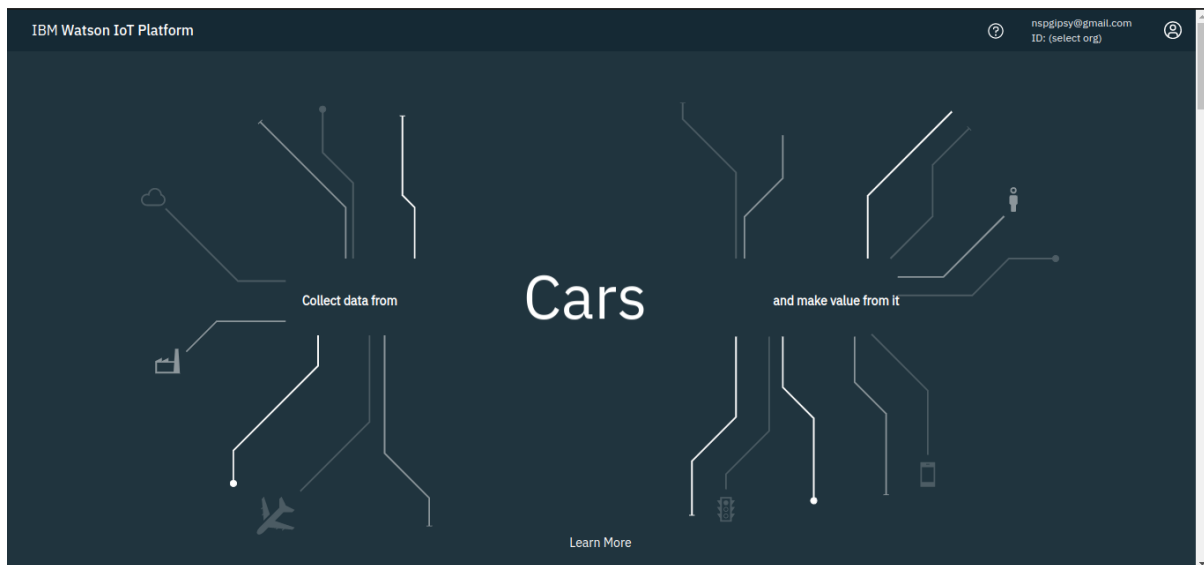 IBM Watson IoT Platform
nspgipsy@gmail.com
ID: (select org)
Collect data from
Cars
and make value from it
Learn More